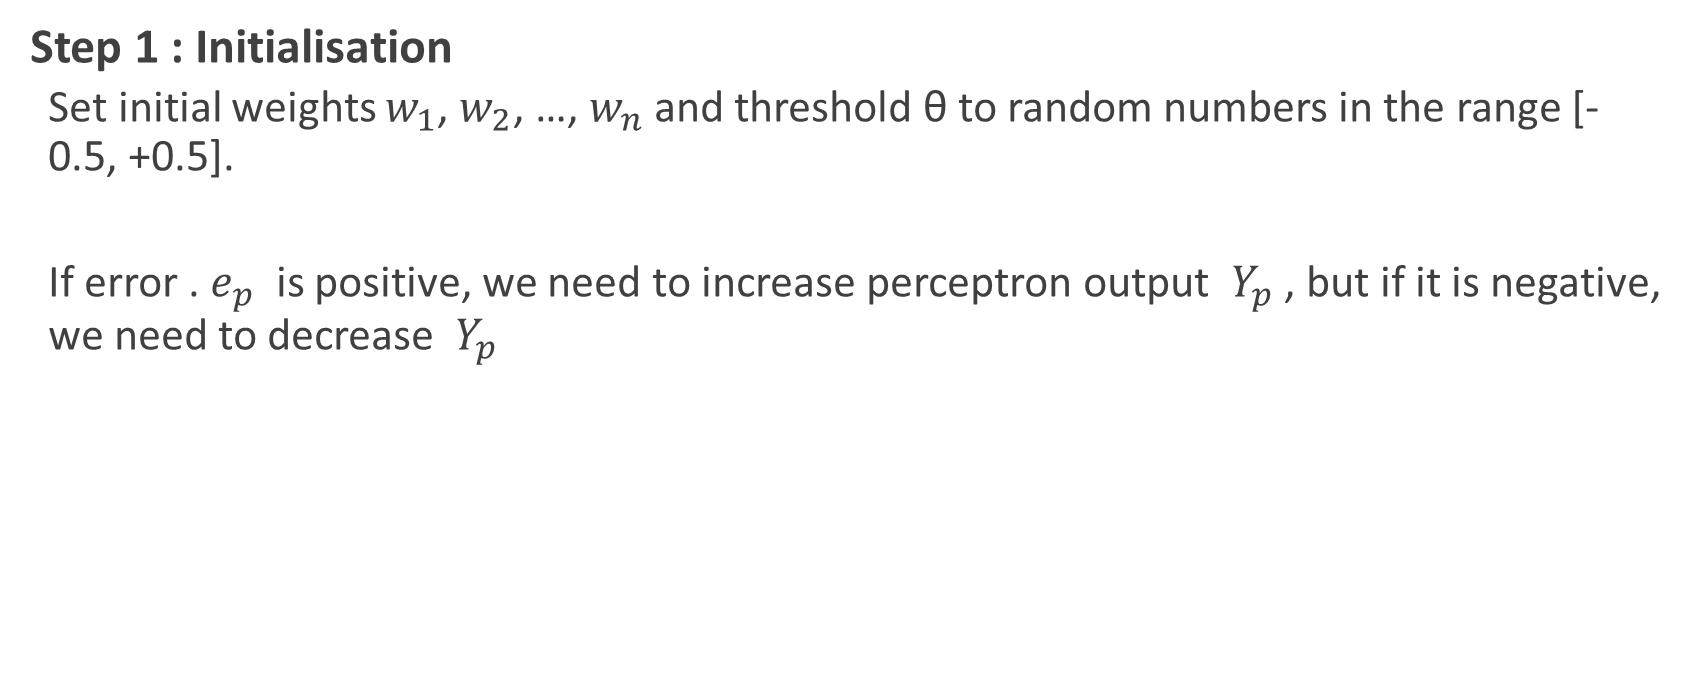 Step 1 : Initialisation
Set initial weights w₁, w₂, ..., wₙ and threshold θ to random numbers in the range [-
0.5, +0.5].
If error . eₚ is positive, we need to increase perceptron output Yₚ , but if it is negative,
we need to decrease Yₚ